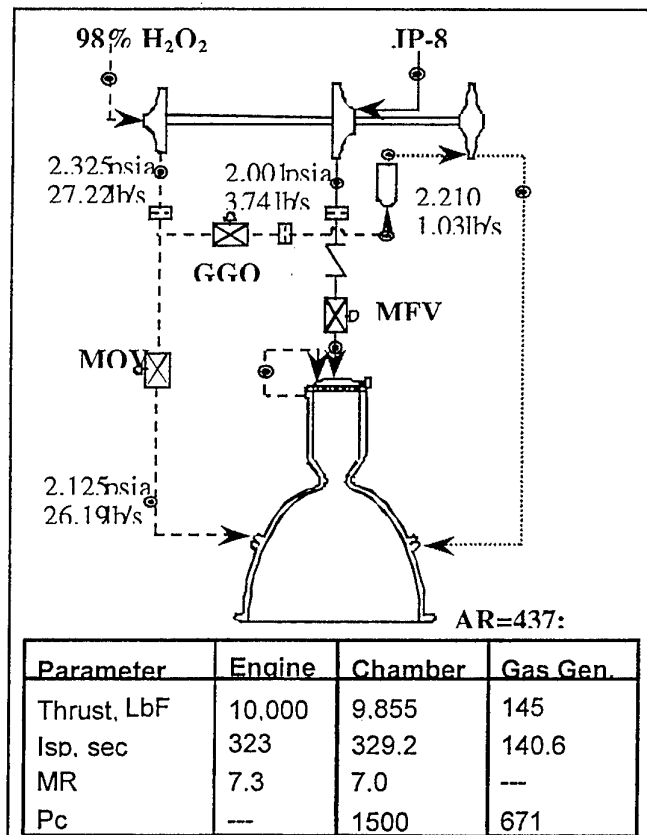 98% H₂O₂
JP-8
2.325psia
27.22lb/s
2.001psia
3.74lb/s
2.210
1.03lb/s
GGO
MFV
MOV
2.125psia
26.19lb/s
AR=437:
Parameter Engine Chamber Gas Gen.
Thrust, LbF 10,000 9.855 145
Isp, sec 323 329.2 140.6
MR 7.3 7.0 ---
Pc --- 1500 671